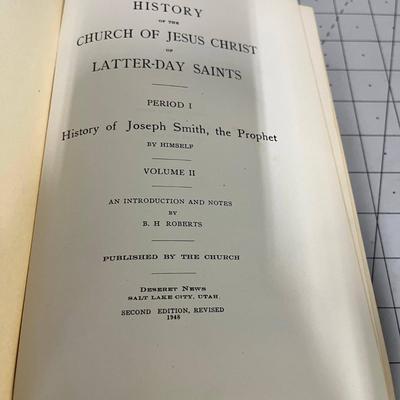 HISTORY
OF THE
CHURCH OF JESUS CHRIST
OF
LATTER-DAY SAINTS
PERIOD I
History of Joseph Smith, the Prophet
BY HIMSELF
VOLUME II
AN INTRODUCTION AND NOTES
BY
B. H ROBERTS
PUBLISHED BY THE CHURCH
DESERET NEWS
SALT LAKE CITY, UTAH.
SECOND EDITION, REVISED
1948